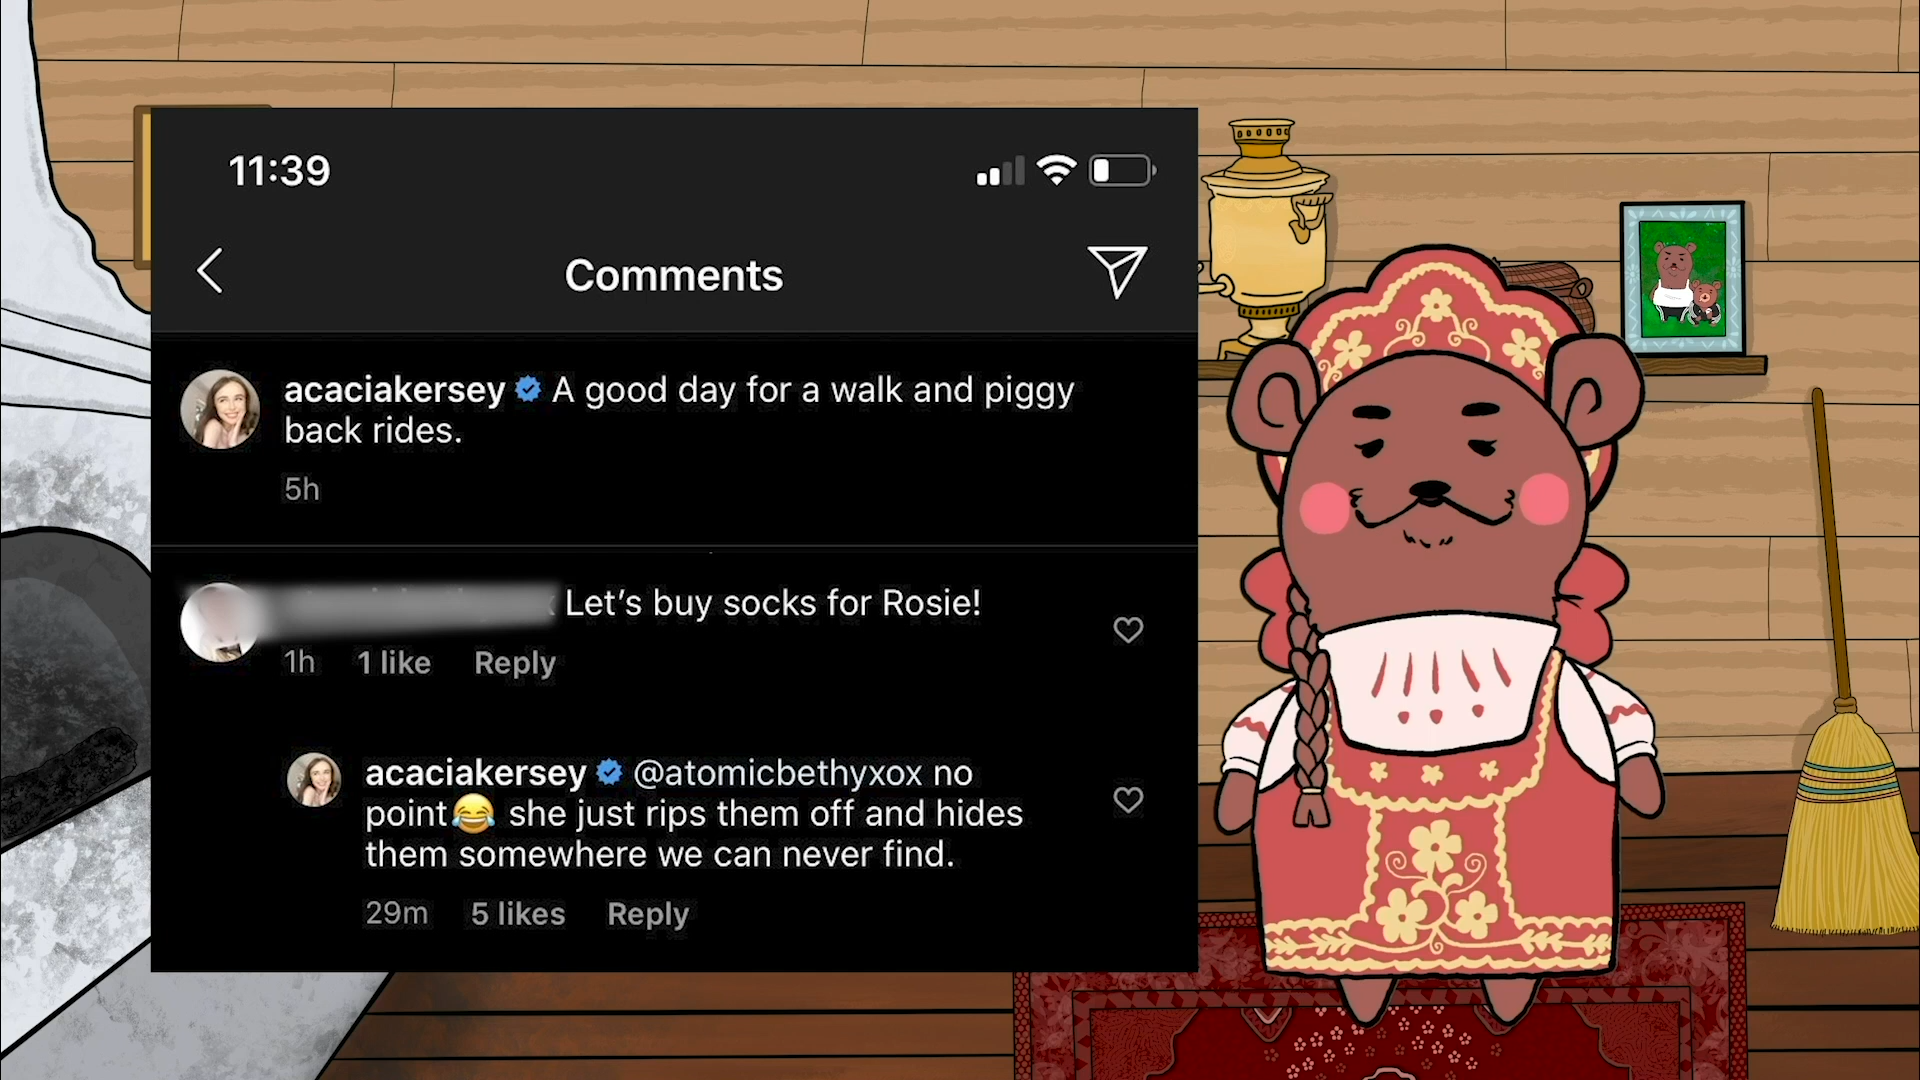 11:39
Comments
acaciakersey A good day for a walk and piggy
back rides.
5h
Let's buy socks for Rosie!
1h 1 like Reply
acaciakersey @atomicbethyxox no
point😂 she just rips them off and hides
them somewhere we can never find.
29m 5 likes Reply